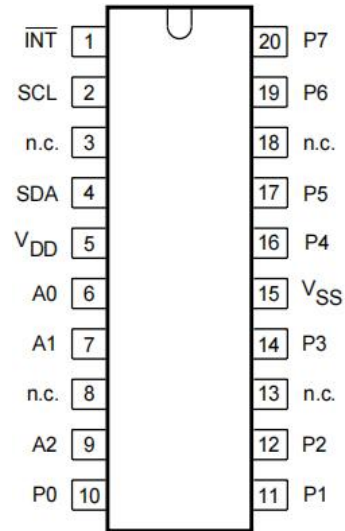 INT 1 20 P7
SCL 2 19 P6
n.c. 3 18 n.c.
SDA 4 17 P5
VDD 5 16 P4
A0 6 15 VSS
A1 7 14 P3
n.c. 8 13 n.c.
A2 9 12 P2
P0 10 11 P1